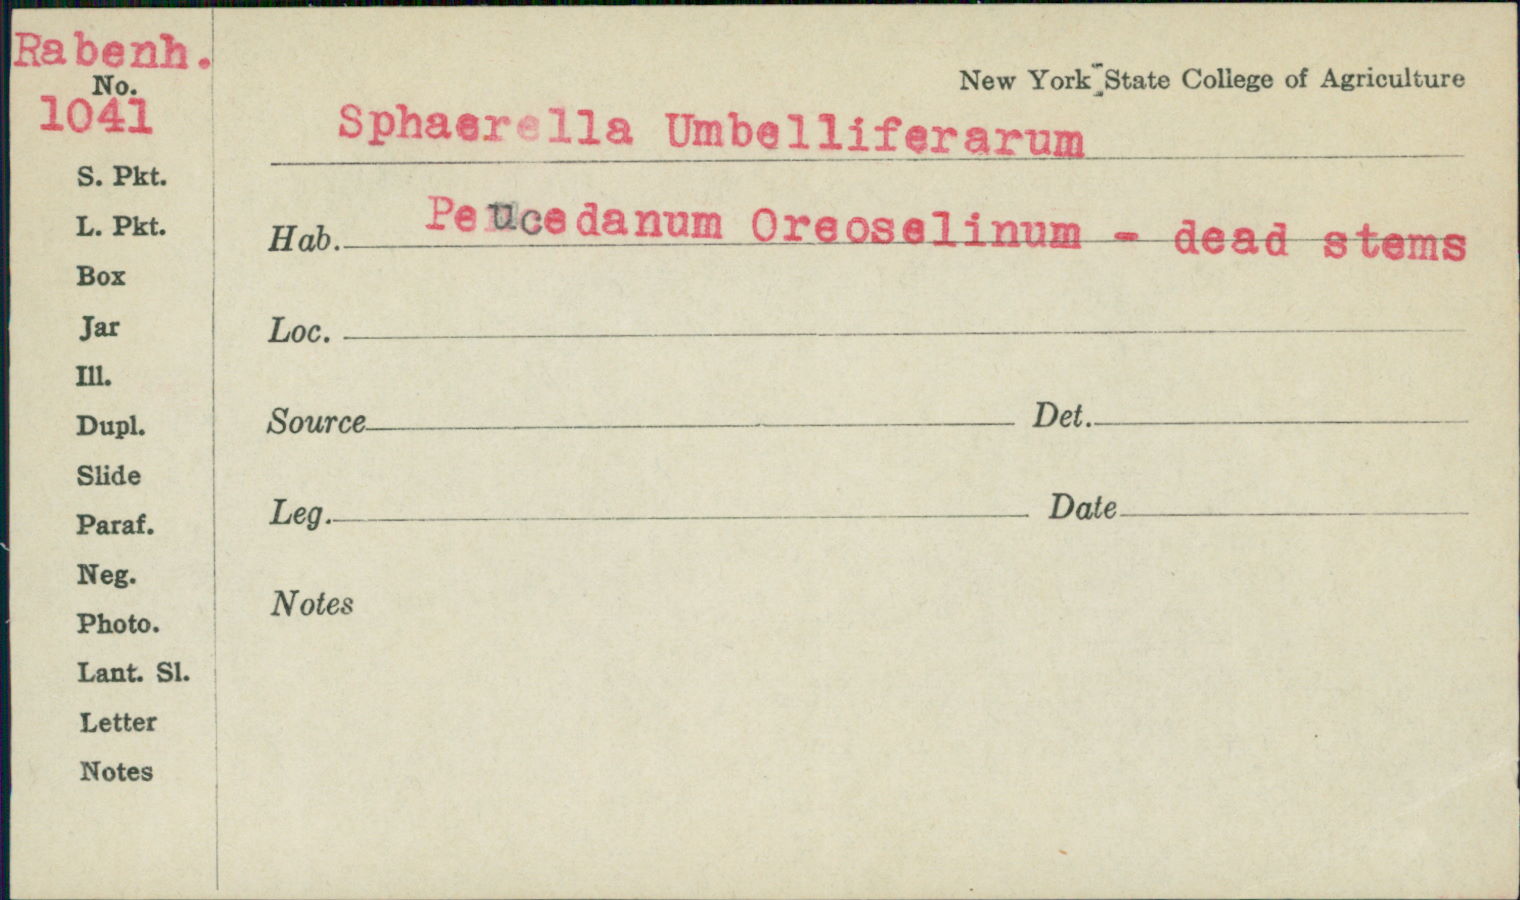 Rabenh.
No.
1041
New York State College of Agriculture
Sphaerella Umbelliferarum
Hab. Peucedanum Oreoselinum - dead stems
Loc.
Source Det.
Leg. Date
Notes
S. Pkt.
L. Pkt.
Box
Jar
Ill.
Dupl.
Slide
Paraf.
Neg.
Photo.
Lant. Sl.
Letter
Notes